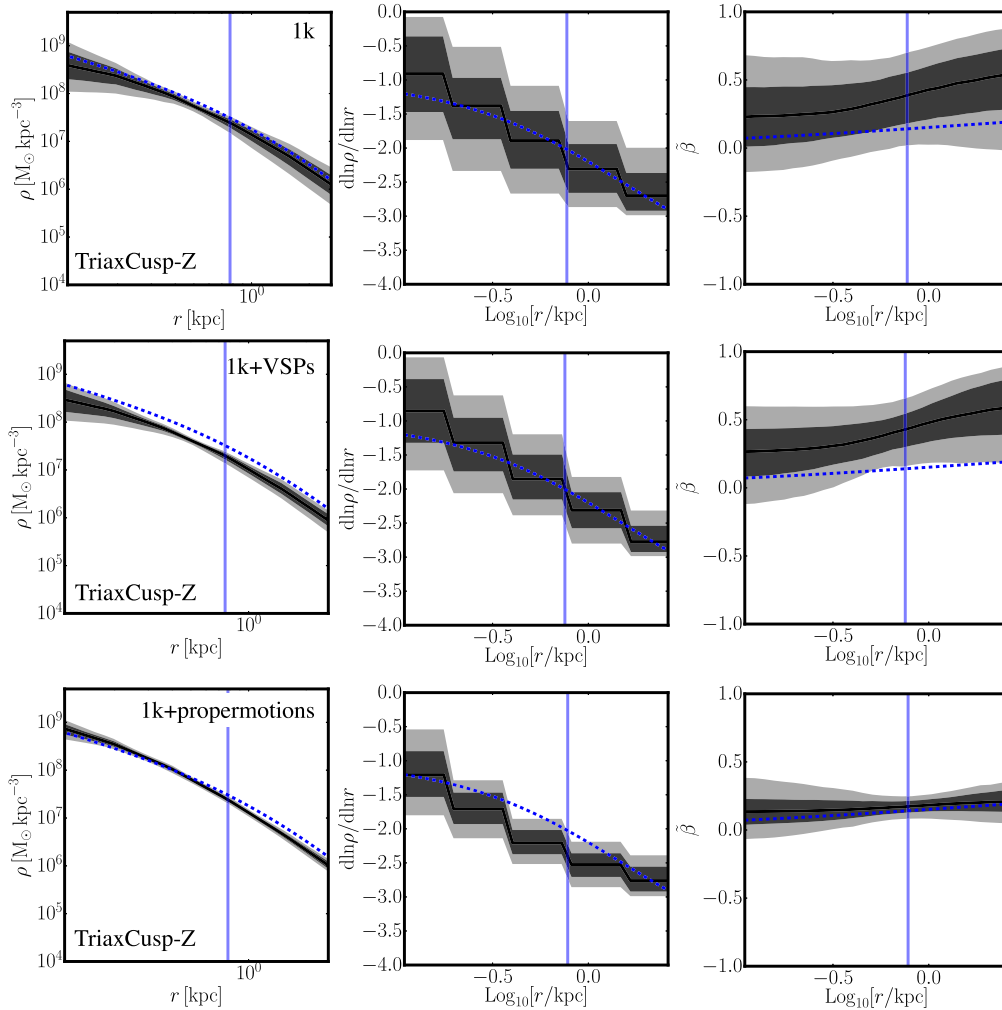 1k
10⁹
10⁸
10⁷
10⁶
10⁵
10⁴
ρ [M⊙ kpc⁻³]
TriaxCusp-Z
10⁰
r [kpc]
0.0
−0.5
−1.0
−1.5
−2.0
−2.5
−3.0
−3.5
−4.0
dlnρ/dlnr
−0.5 0.0
Log₁₀[r/kpc]
1.0
0.5
0.0
−0.5
−1.0
β̃
−0.5 0.0
Log₁₀[r/kpc]
1k+VSPs
10⁹
10⁸
10⁷
10⁶
10⁵
10⁴
ρ [M⊙ kpc⁻³]
TriaxCusp-Z
10⁰
r [kpc]
0.0
−0.5
−1.0
−1.5
−2.0
−2.5
−3.0
−3.5
−4.0
dlnρ/dlnr
−0.5 0.0
Log₁₀[r/kpc]
1.0
0.5
0.0
−0.5
−1.0
β̃
−0.5 0.0
Log₁₀[r/kpc]
1k+propermotions
10⁹
10⁸
10⁷
10⁶
10⁵
10⁴
ρ [M⊙ kpc⁻³]
TriaxCusp-Z
10⁰
r [kpc]
0.0
−0.5
−1.0
−1.5
−2.0
−2.5
−3.0
−3.5
−4.0
dlnρ/dlnr
−0.5 0.0
Log₁₀[r/kpc]
1.0
0.5
0.0
−0.5
−1.0
β̃
−0.5 0.0
Log₁₀[r/kpc]